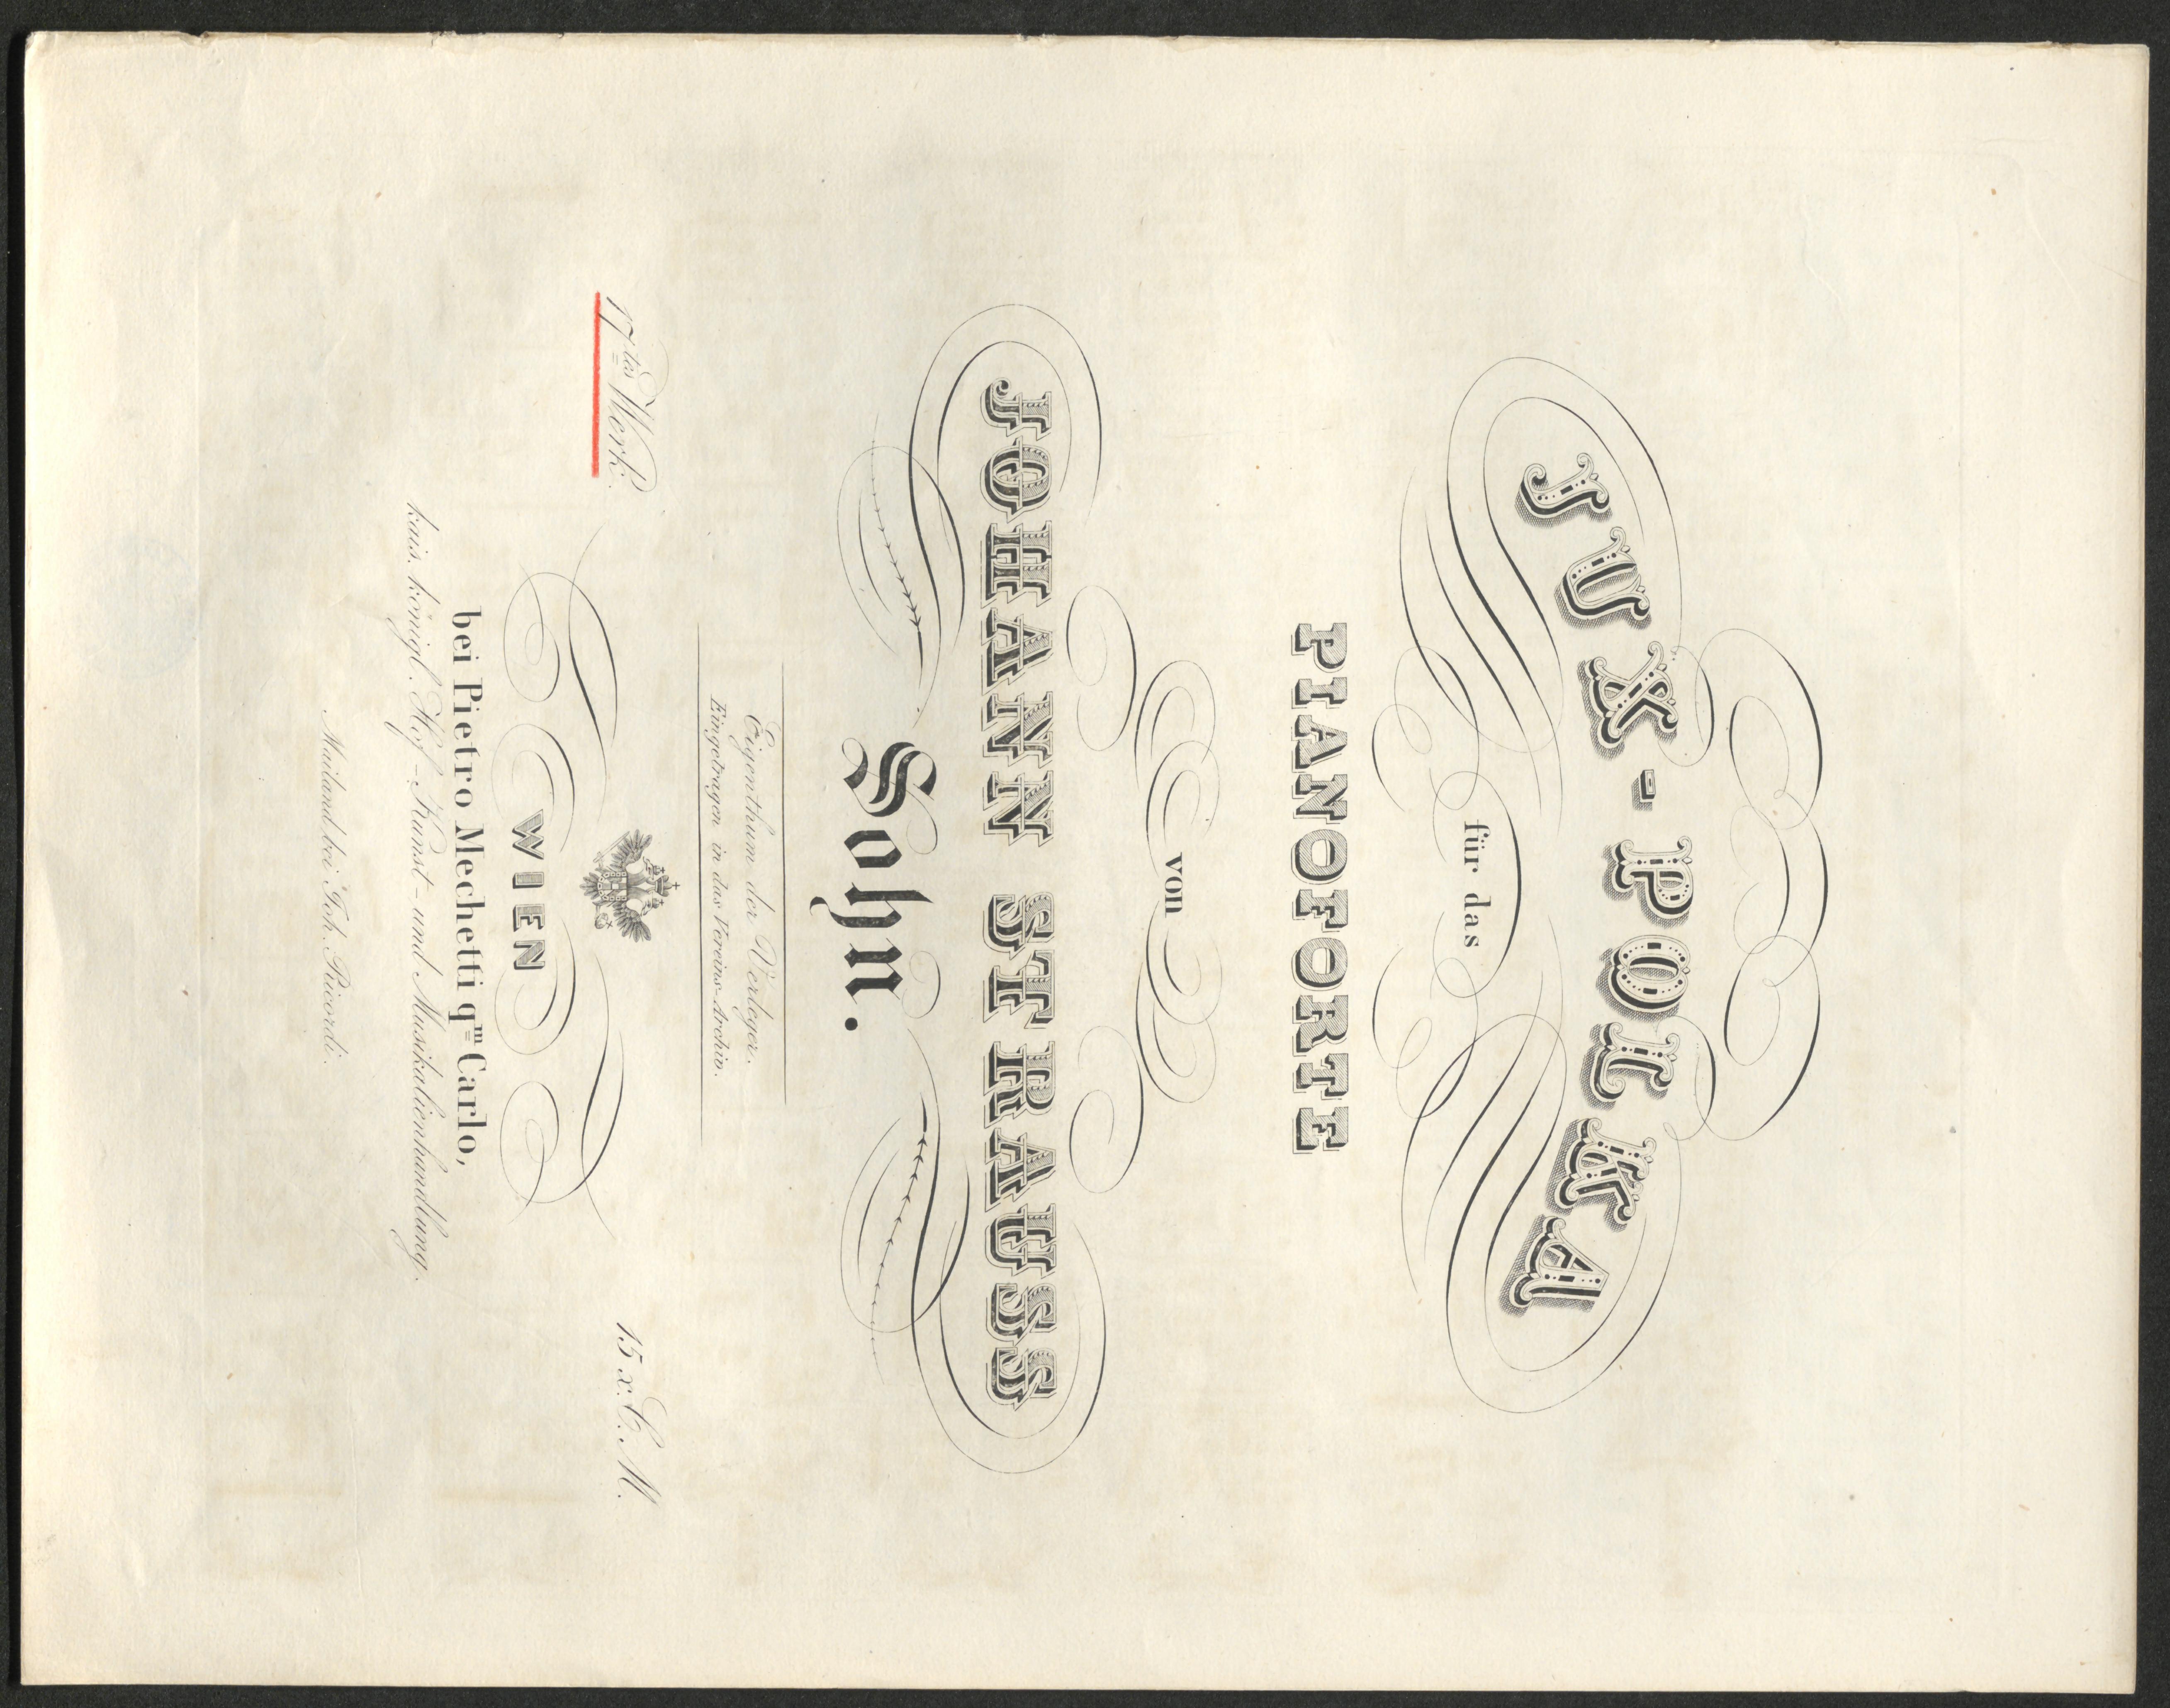 JUX-POLKA
für das
PIANOFORTE
von
JOHANN STRAUSS
Sohn.
Eigenthum der Verleger.
Eingetragen in das Vereins-Archiv.
17tes Werk.
15 x. C. M.
WIEN
bei Pietro Mechetti qm Carlo,
kais. königl. Hof- Kunst- und Musikalienhandlung.
Mailand bei Joh. Ricordi.